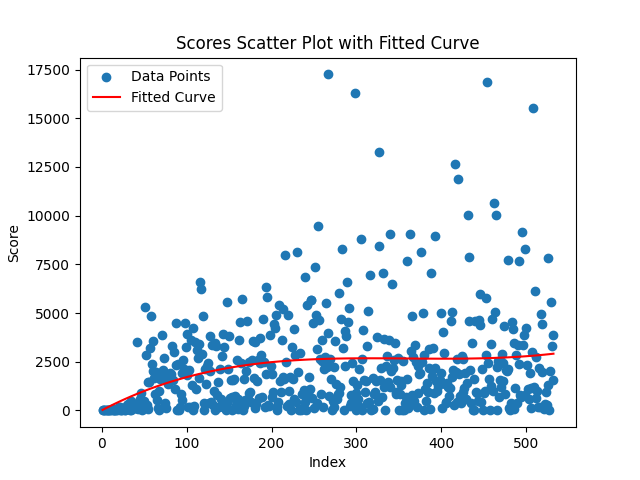 Scores Scatter Plot with Fitted Curve
Data Points
Fitted Curve
17500
15000
12500
10000
7500
5000
2500
0
Score
0 100 200 300 400 500
Index